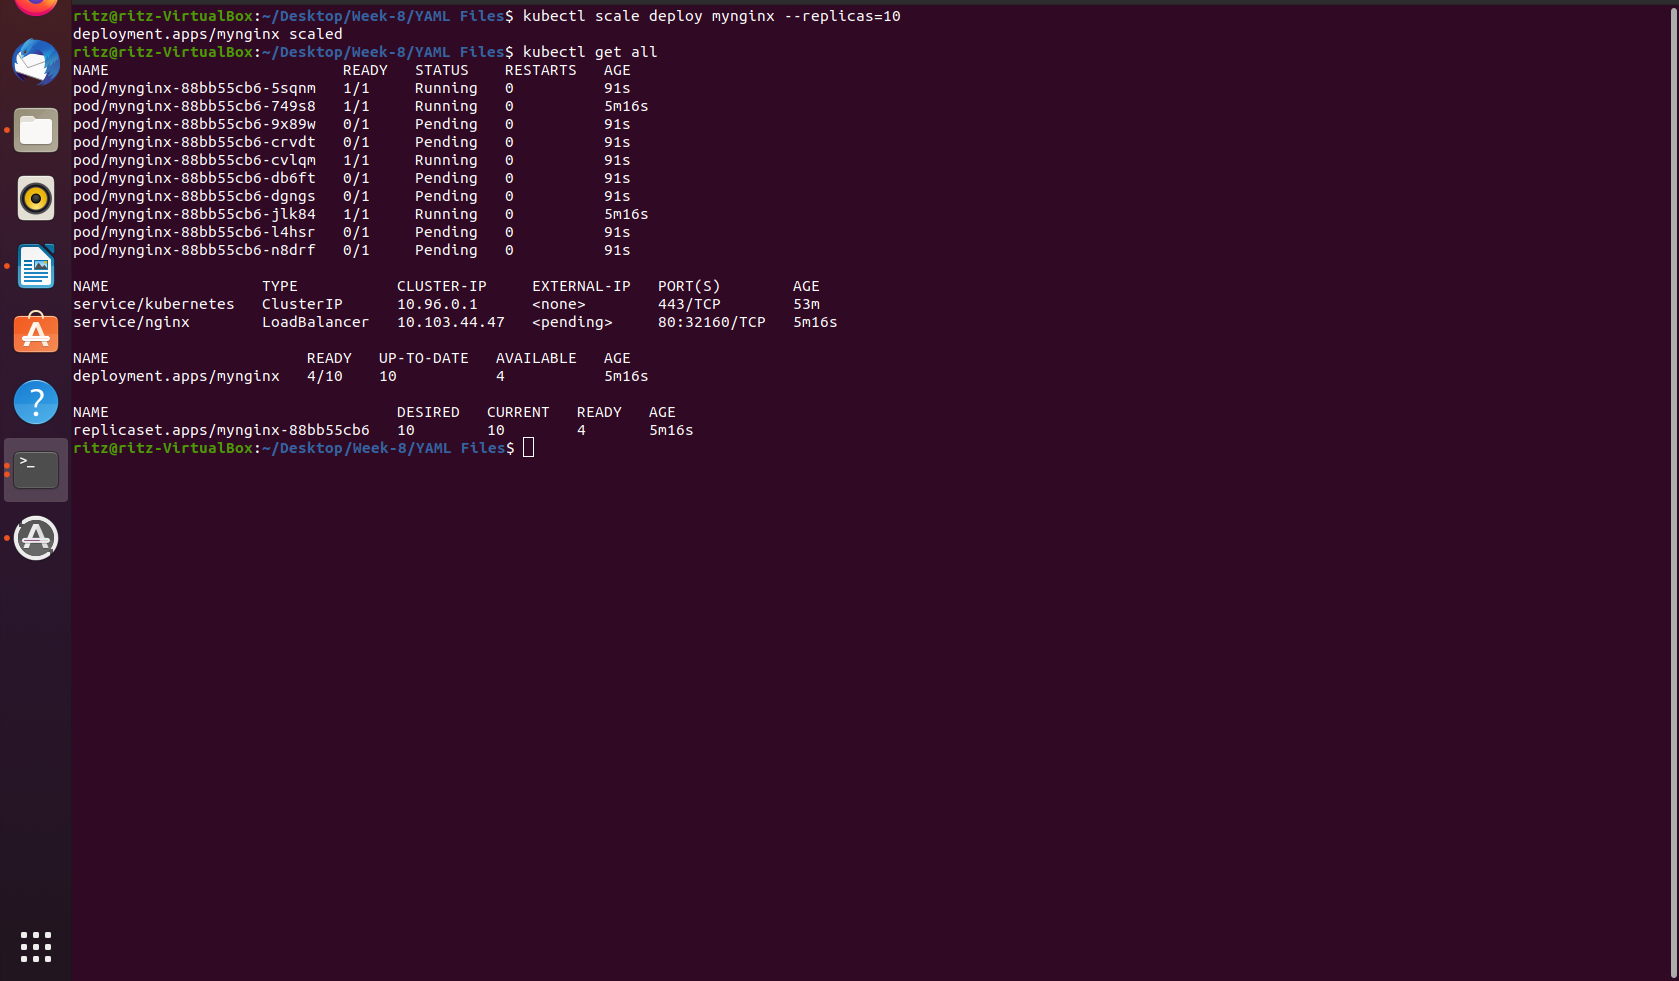 ritz@ritz-VirtualBox:~/Desktop/Week-8/YAML Files$ kubectl scale deploy mynginx --replicas=10
deployment.apps/mynginx scaled
ritz@ritz-VirtualBox:~/Desktop/Week-8/YAML Files$ kubectl get all
NAME                          READY   STATUS    RESTARTS   AGE
pod/mynginx-88bb55cb6-5sqnm   1/1     Running   0          91s
pod/mynginx-88bb55cb6-749s8   1/1     Running   0          5m16s
pod/mynginx-88bb55cb6-9x89w   0/1     Pending   0          91s
pod/mynginx-88bb55cb6-crvdt   0/1     Pending   0          91s
pod/mynginx-88bb55cb6-cvlqm   1/1     Running   0          91s
pod/mynginx-88bb55cb6-db6ft   0/1     Pending   0          91s
pod/mynginx-88bb55cb6-dgngs   0/1     Pending   0          91s
pod/mynginx-88bb55cb6-jlk84   1/1     Running   0          5m16s
pod/mynginx-88bb55cb6-l4hsr   0/1     Pending   0          91s
pod/mynginx-88bb55cb6-n8drf   0/1     Pending   0          91s
NAME                 TYPE           CLUSTER-IP     EXTERNAL-IP   PORT(S)        AGE
service/kubernetes   ClusterIP      10.96.0.1      <none>        443/TCP        53m
service/nginx        LoadBalancer   10.103.44.47   <pending>     80:32160/TCP   5m16s
NAME                      READY   UP-TO-DATE   AVAILABLE   AGE
deployment.apps/mynginx   4/10    10           4           5m16s
NAME                                DESIRED   CURRENT   READY   AGE
replicaset.apps/mynginx-88bb55cb6   10        10        4       5m16s
ritz@ritz-VirtualBox:~/Desktop/Week-8/YAML Files$